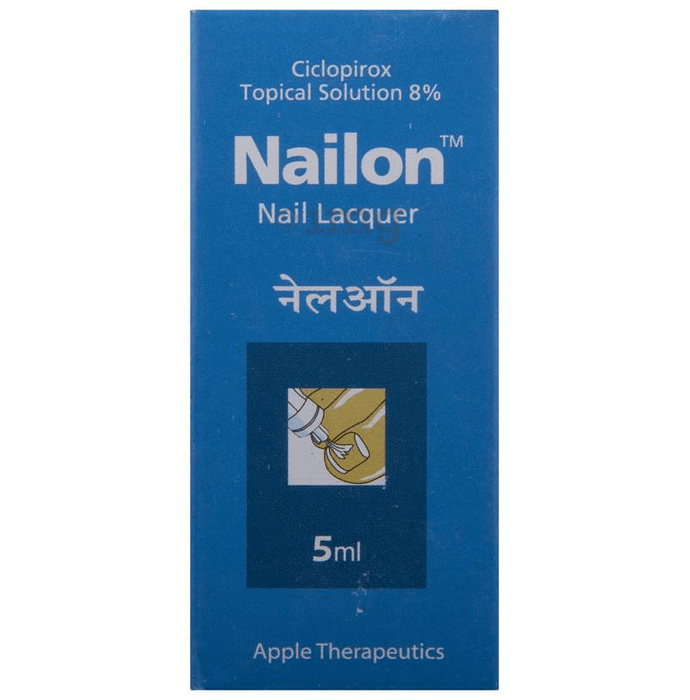 Ciclopirox
Topical Solution 8%
Nailon™
Nail Lacquer
नेलऑन
5ml
Apple Therapeutics